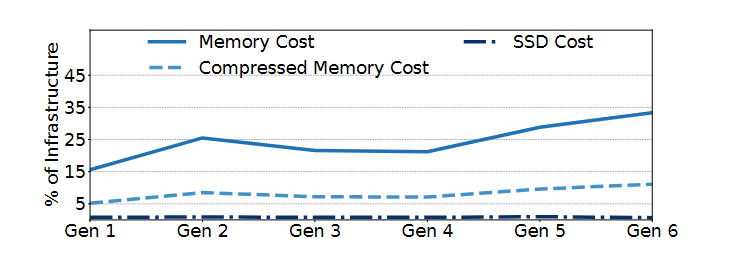 Memory Cost
SSD Cost
Compressed Memory Cost
% of Infrastructure
45
35
25
15
5
Gen 1 Gen 2 Gen 3 Gen 4 Gen 5 Gen 6